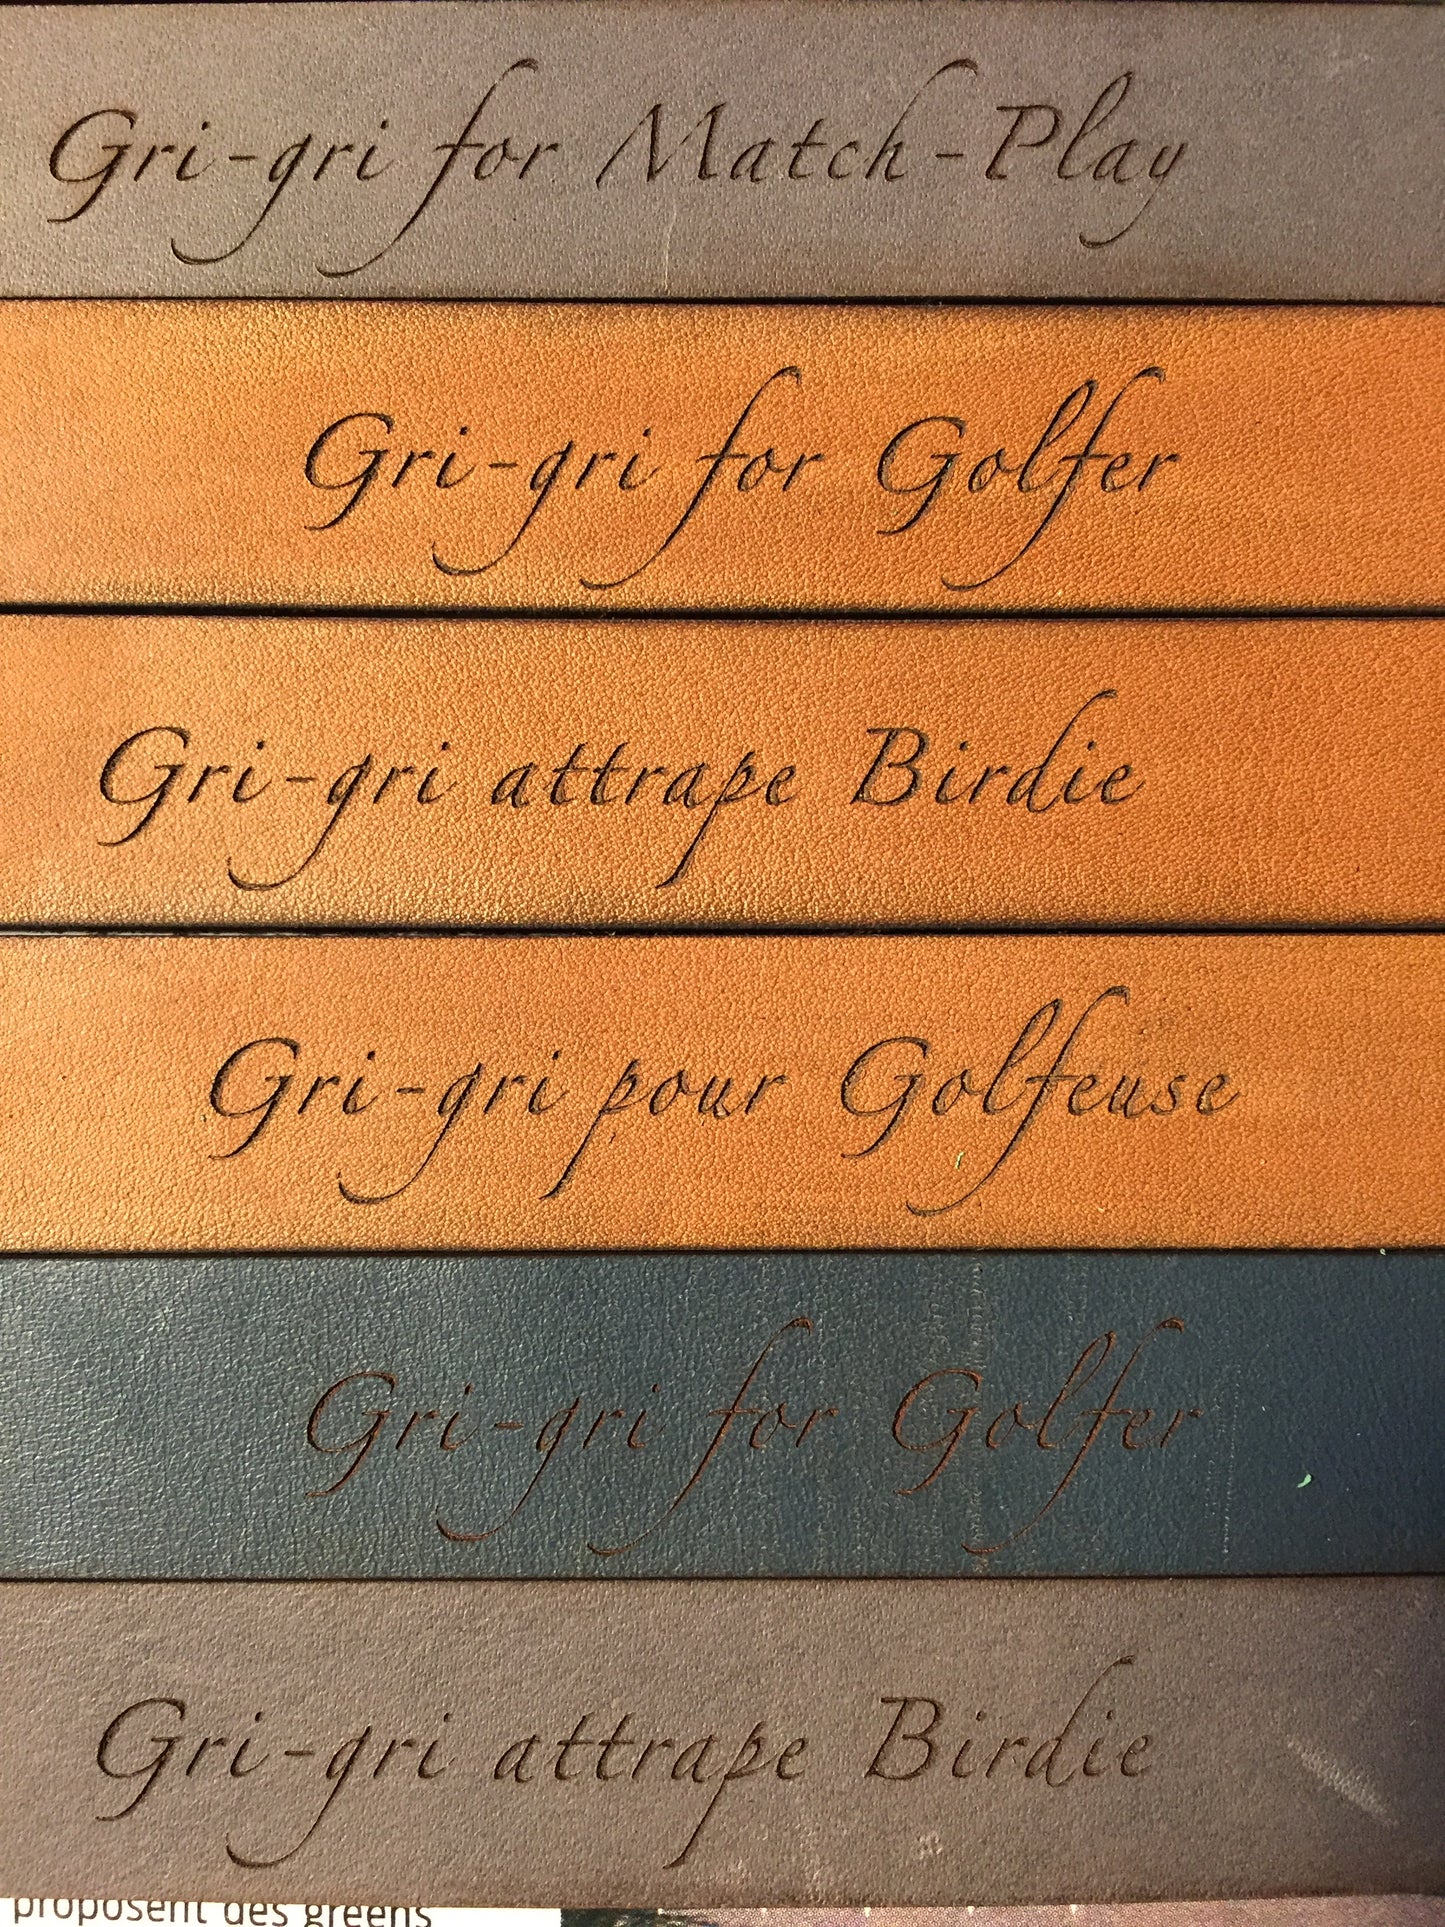 Gri-gri for Match-Play
Gri-gri for Golfer
Gri-gri attrape Birdie
Gri-gri pour Golfeuse
Gri-gri for Golfer
Gri-gri attrape Birdie
proposent des greens